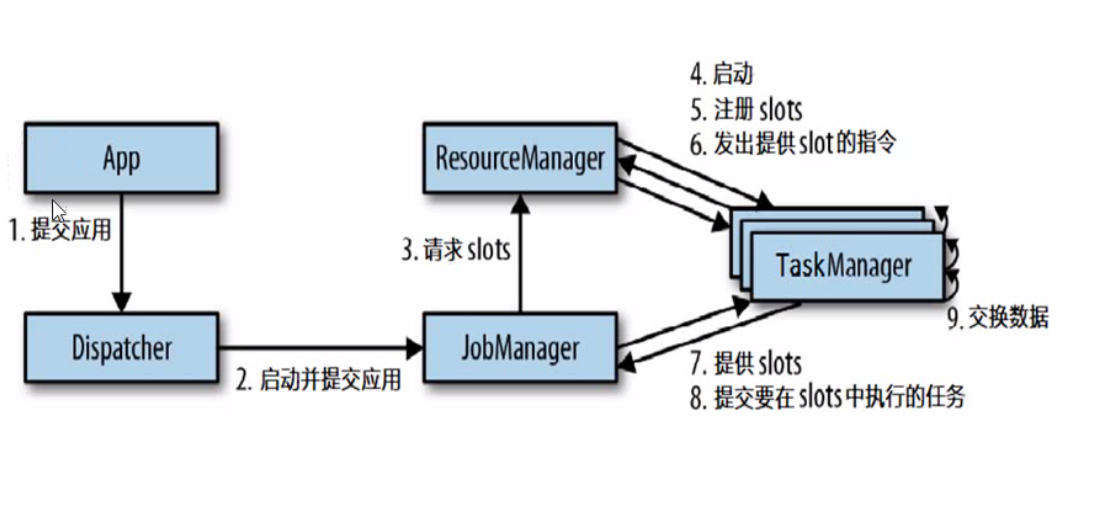 4. 启动
5. 注册 slots
6. 发出提供 slot 的指令
App
ResourceManager
1. 提交应用
3. 请求 slots
TaskManager
9. 交换数据
Dispatcher
JobManager
2. 启动并提交应用
7. 提供 slots
8. 提交要在 slots 中执行的任务